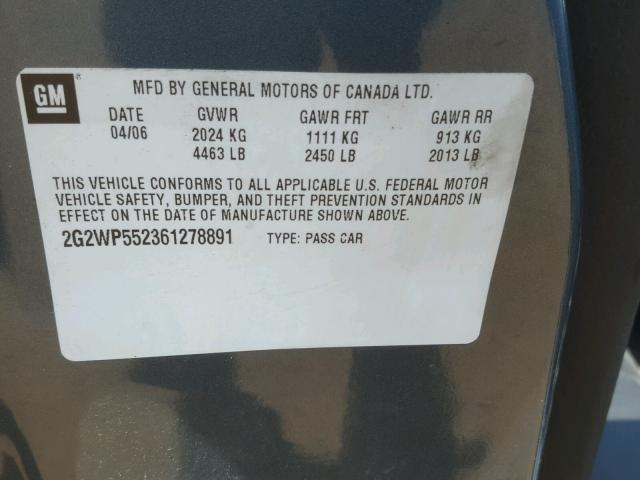 GM
MFD BY GENERAL MOTORS OF CANADA LTD.
DATE GVWR GAWR FRT GAWR RR
04/06 2024 KG 1111 KG 913 KG
4463 LB 2450 LB 2013 LB
THIS VEHICLE CONFORMS TO ALL APPLICABLE U.S. FEDERAL MOTOR
VEHICLE SAFETY, BUMPER, AND THEFT PREVENTION STANDARDS IN
EFFECT ON THE DATE OF MANUFACTURE SHOWN ABOVE.
2G2WP552361278891 TYPE: PASS CAR